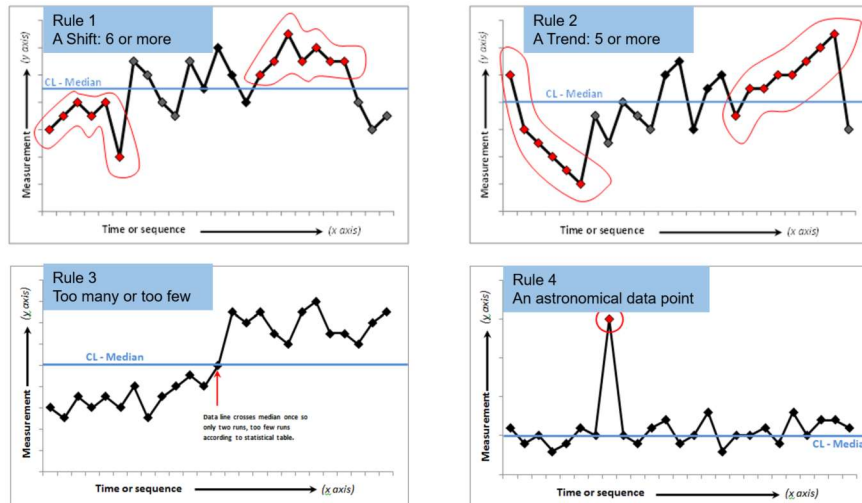 Rule 1
A Shift: 6 or more
(y axis)
CL - Median
Measurement
Time or sequence
(x axis)
Rule 2
A Trend: 5 or more
(y axis)
CL - Median
Measurement
Time or sequence
(x axis)
Rule 3
Too many or too few
(y axis)
CL - Median
Measurement
Data line crosses median once so
only two runs, too few runs
according to statistical table.
Time or sequence
(x axis)
Rule 4
An astronomical data point
(y axis)
CL - Median
Measurement
Time or sequence
(x axis)